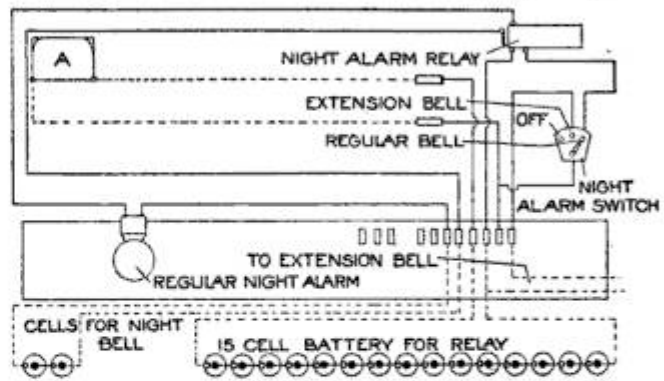 A
NIGHT ALARM RELAY
EXTENSION BELL
OFF
REGULAR BELL
NIGHT
ALARM SWITCH
TO EXTENSION BELL
REGULAR NIGHT ALARM
CELLS FOR NIGHT
BELL
15 CELL BATTERY FOR RELAY